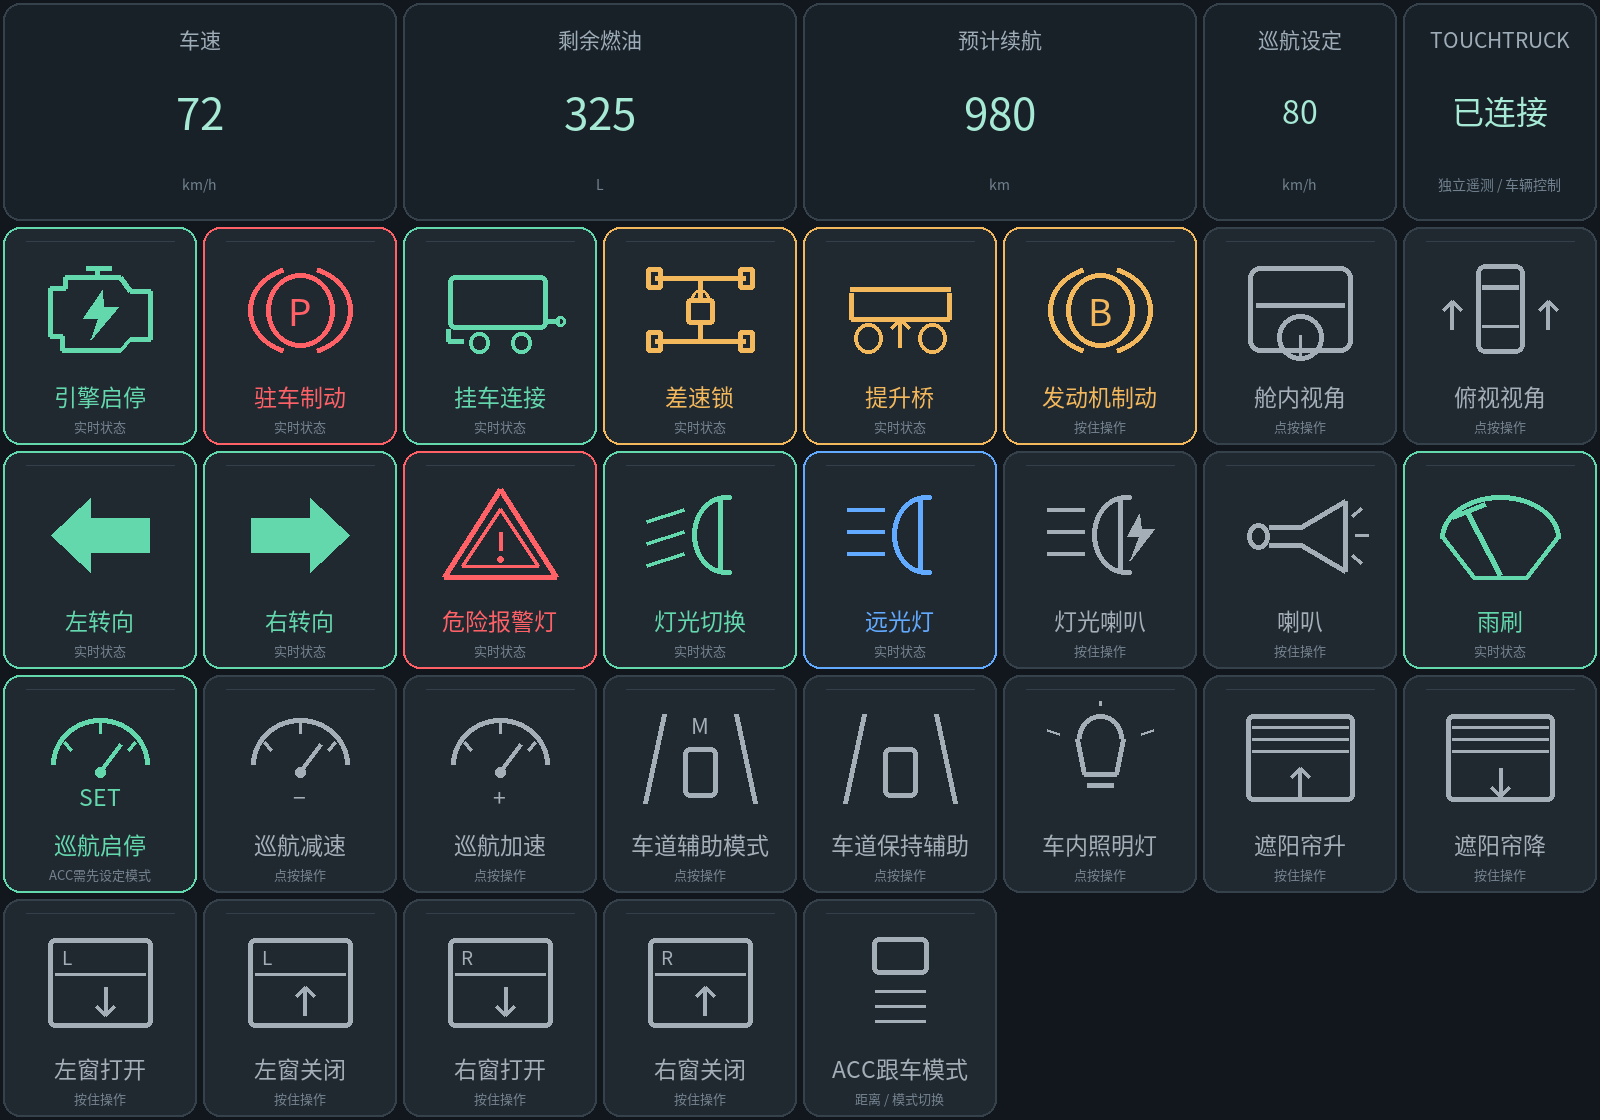 车速
72
km/h
剩余燃油
325
L
预计续航
980
km
巡航设定
80
km/h
TOUCHTRUCK
已连接
独立遥测 / 车辆控制
引擎启停
实时状态
P
驻车制动
实时状态
挂车连接
实时状态
差速锁
实时状态
提升桥
实时状态
B
发动机制动
按住操作
舱内视角
点按操作
俯视视角
点按操作
左转向
实时状态
右转向
实时状态
!
危险报警灯
实时状态
灯光切换
实时状态
远光灯
实时状态
灯光喇叭
按住操作
喇叭
按住操作
雨刷
实时状态
SET
巡航启停
ACC需先设定模式
−
巡航减速
点按操作
+
巡航加速
点按操作
M
车道辅助模式
点按操作
车道保持辅助
点按操作
车内照明灯
点按操作
遮阳帘升
按住操作
遮阳帘降
按住操作
L
左窗打开
按住操作
L
左窗关闭
按住操作
R
右窗打开
按住操作
R
右窗关闭
按住操作
ACC跟车模式
距离 / 模式切换